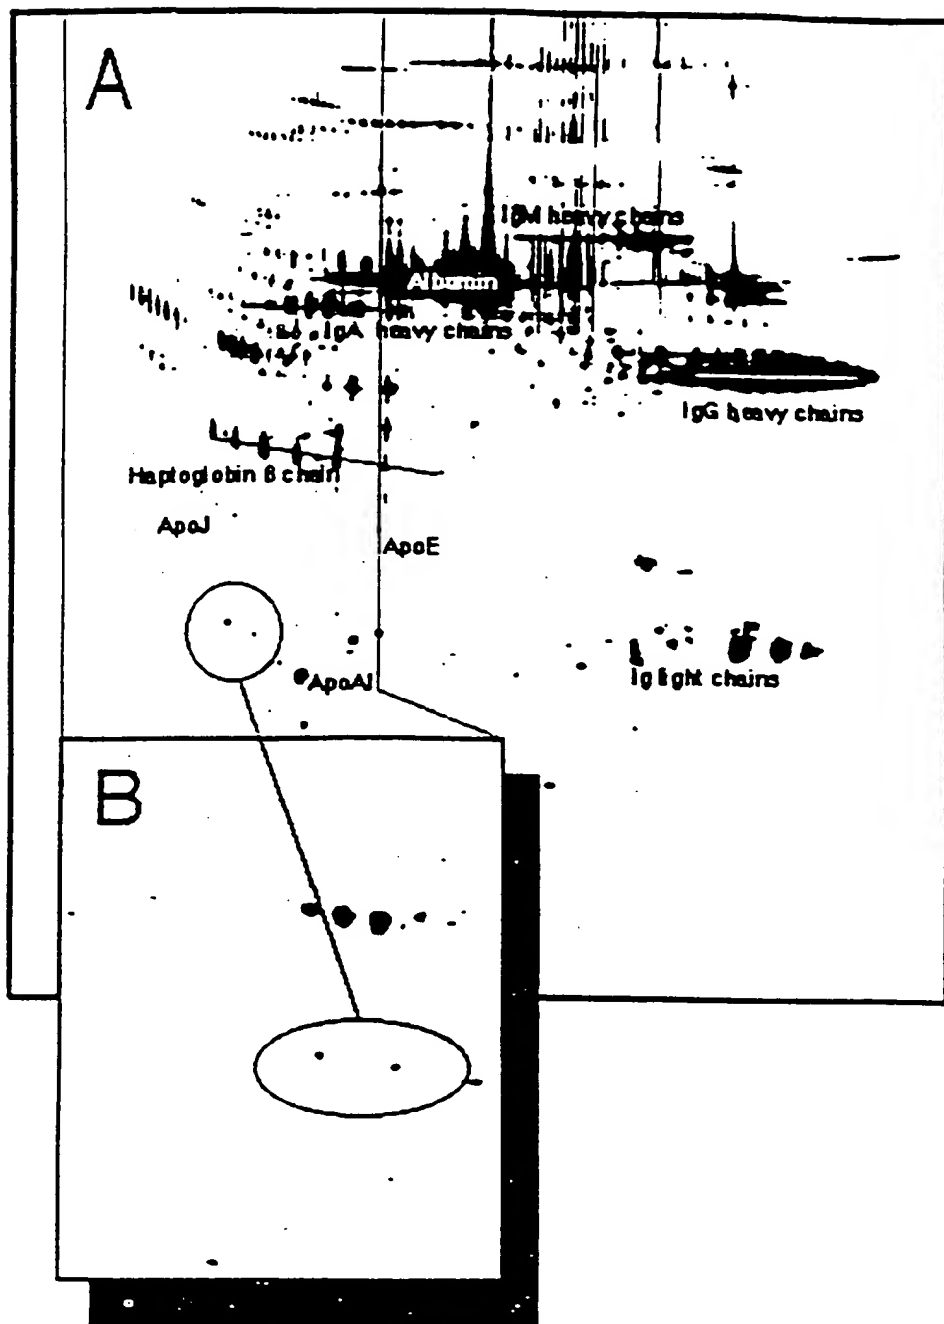 A
IgM heavy chains
Albumin
IgA heavy chains
IgG heavy chains
Haptoglobin β chain
ApoJ
ApoE
ApoAI
Ig light chains
B